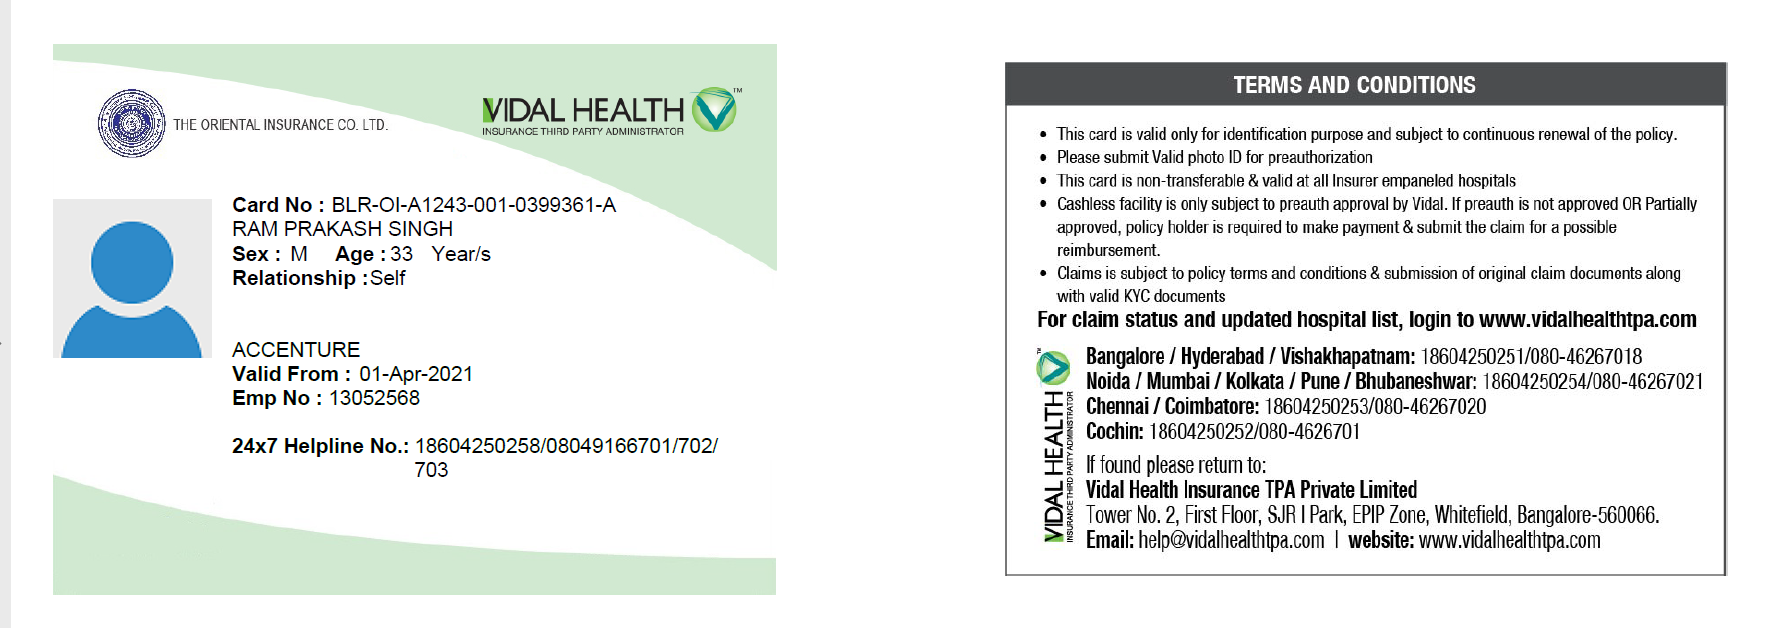 THE ORIENTAL INSURANCE CO. LTD.
VIDAL HEALTH
INSURANCE THIRD PARTY ADMINISTRATOR
TM
Card No : BLR-OI-A1243-001-0399361-A
RAM PRAKASH SINGH
Sex : M Age : 33 Year/s
Relationship :Self
ACCENTURE
Valid From : 01-Apr-2021
Emp No : 13052568
24x7 Helpline No.: 18604250258/08049166701/702/
703
TERMS AND CONDITIONS
• This card is valid only for identification purpose and subject to continuous renewal of the policy.
• Please submit Valid photo ID for preauthorization
• This card is non-transferable & valid at all Insurer empaneled hospitals
• Cashless facility is only subject to preauth approval by Vidal. If preauth is not approved OR Partially
approved, policy holder is required to make payment & submit the claim for a possible
reimbursement.
• Claims is subject to policy terms and conditions & submission of original claim documents along
with valid KYC documents
For claim status and updated hospital list, login to www.vidalhealthtpa.com
VIDAL HEALTH
INSURANCE THIRD PARTY ADMINISTRATOR
TM
Bangalore / Hyderabad / Vishakhapatnam: 18604250251/080-46267018
Noida / Mumbai / Kolkata / Pune / Bhubaneshwar: 18604250254/080-46267021
Chennai / Coimbatore: 18604250253/080-46267020
Cochin: 18604250252/080-4626701
If found please return to:
Vidal Health Insurance TPA Private Limited
Tower No. 2, First Floor, SJR I Park, EPIP Zone, Whitefield, Bangalore-560066.
Email: help@vidalhealthtpa.com | website: www.vidalhealthtpa.com